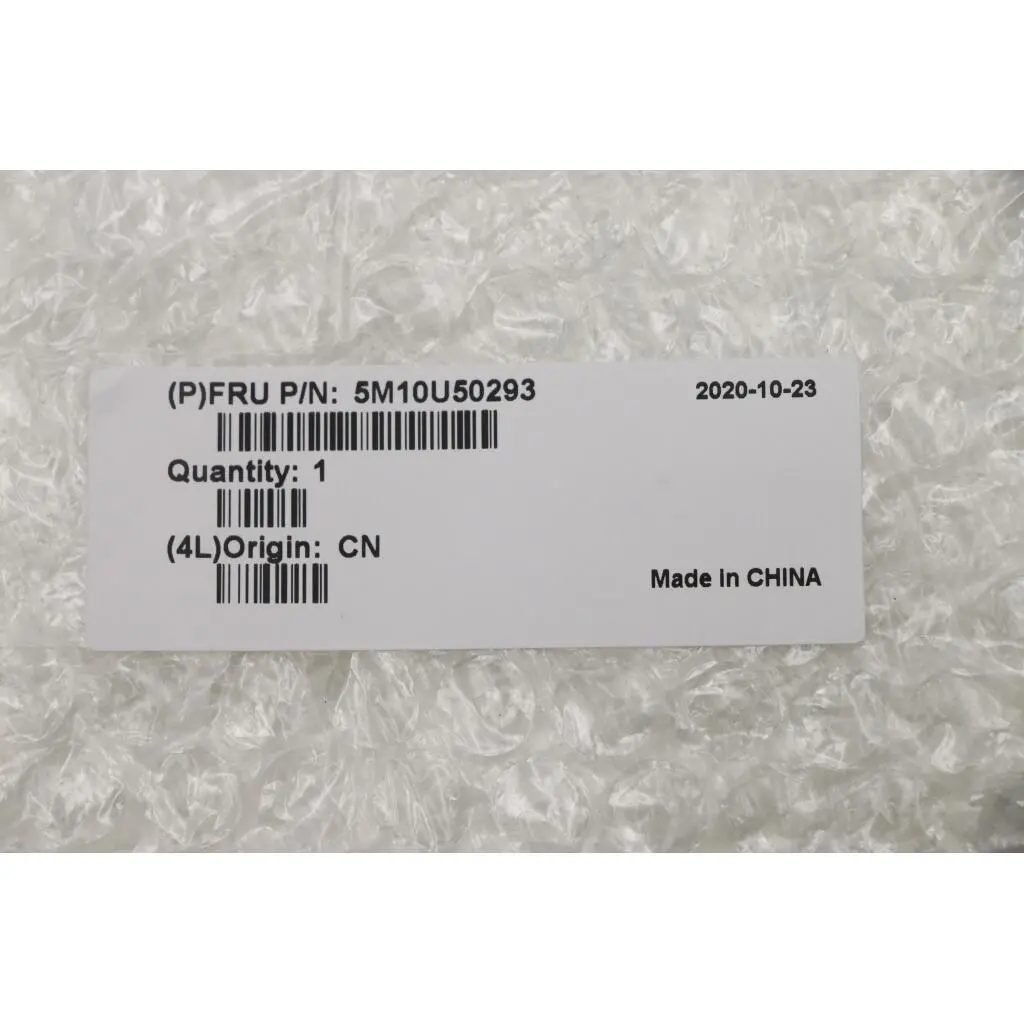 (P)FRU P/N: 5M10U50293
2020-10-23
Quantity: 1
(4L)Origin: CN
Made in CHINA